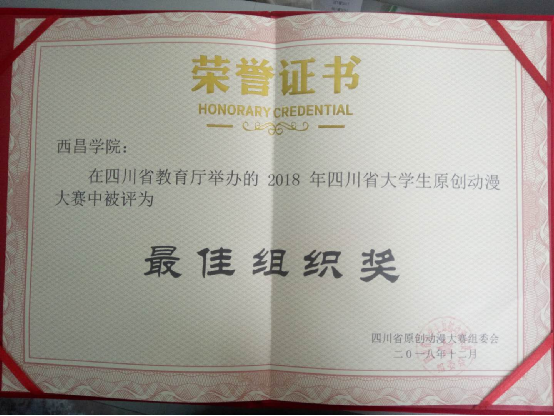 荣誉证书
HONORARY CREDENTIAL
西昌学院：
在四川省教育厅举办的 2018 年四川省大学生原创动漫
大赛中被评为
最佳组织奖
四川省原创动漫大赛组委会
二〇一八年十二月